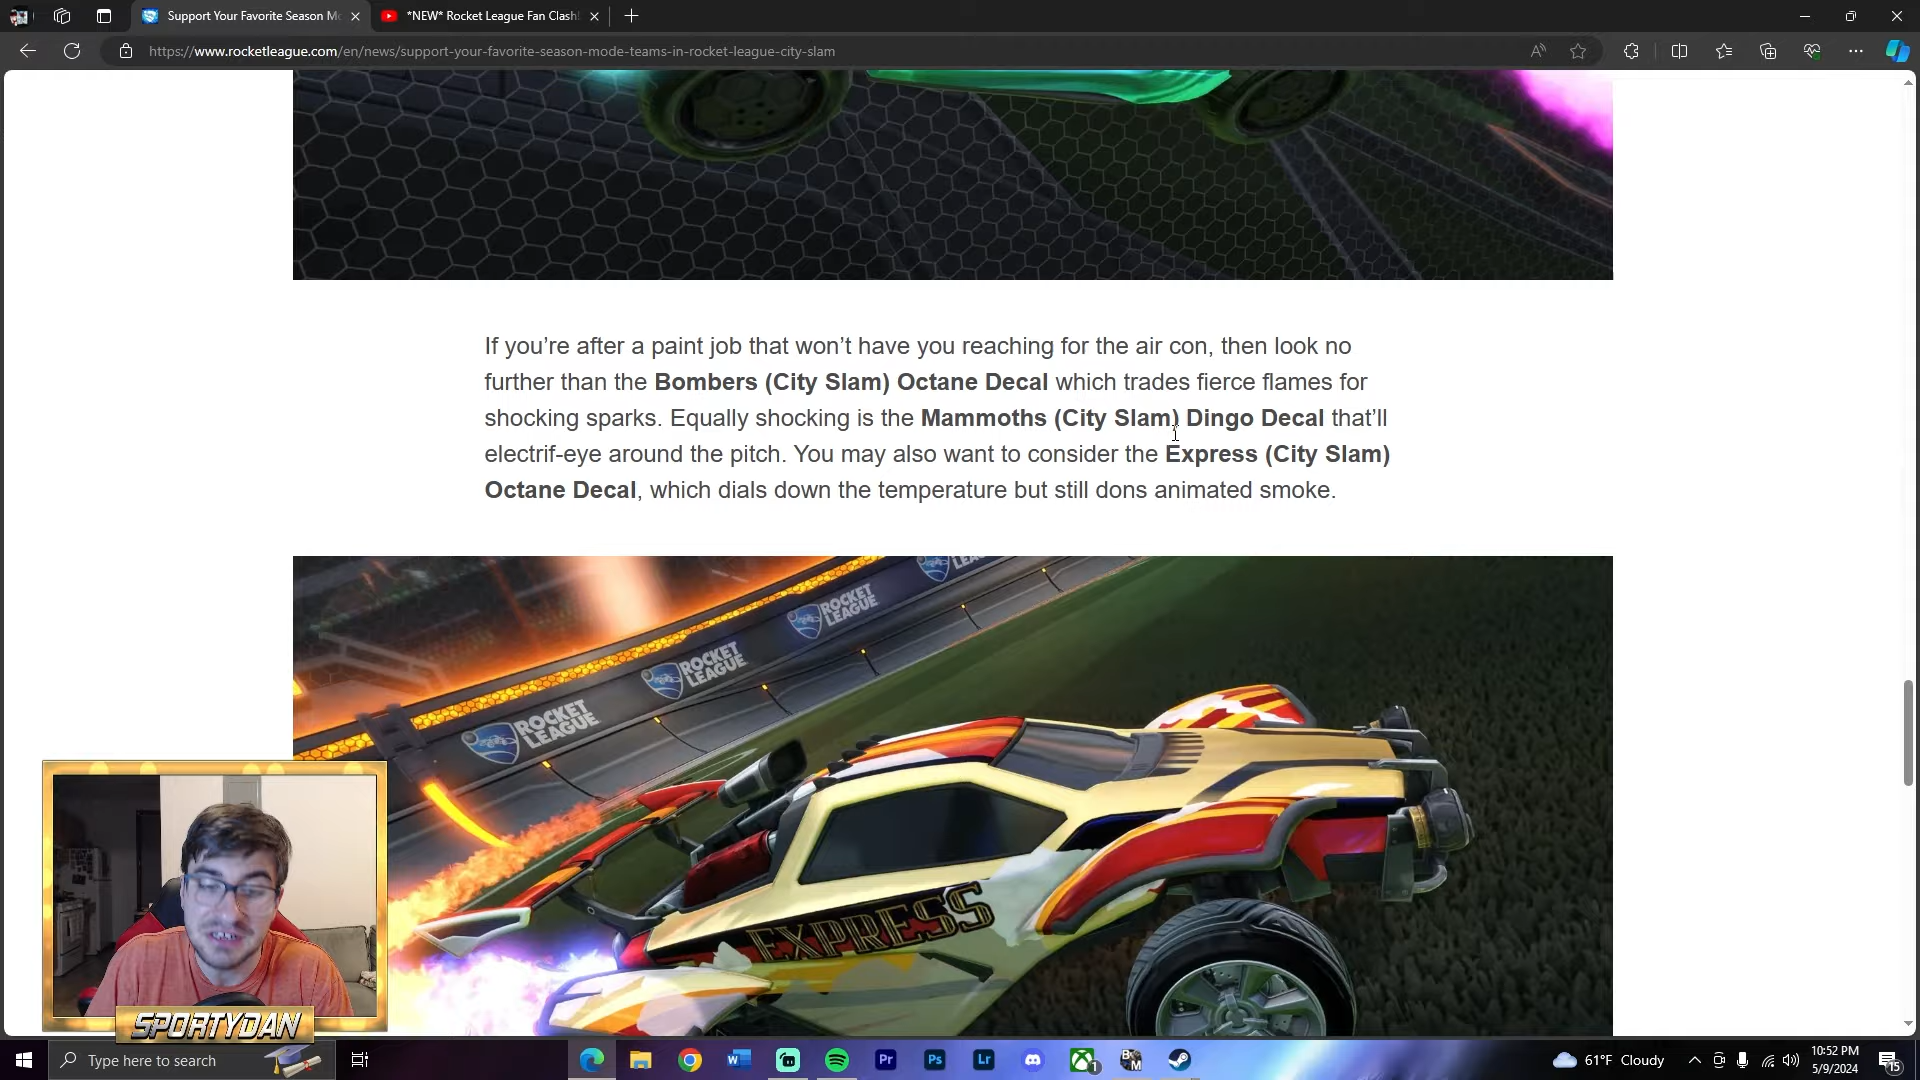 Support Your Favorite Season Mo
*NEW* Rocket League Fan Clash
https://www.rocketleague.com/en/news/support-your-favorite-season-mode-teams-in-rocket-league-city-slam
If you’re after a paint job that won’t have you reaching for the air con, then look no
further than the Bombers (City Slam) Octane Decal which trades fierce flames for
shocking sparks. Equally shocking is the Mammoths (City Slam) Dingo Decal that’ll
electrif-eye around the pitch. You may also want to consider the Express (City Slam)
Octane Decal, which dials down the temperature but still dons animated smoke.
ROCKET
LEAGUE
ROCKET
LEAGUE
ROCKET
LEAGUE
LEAGUE
EXPRESS
SPORTYDAN
Type here to search
Pr
Ps
Lr
1
61°F Cloudy
10:52 PM
5/9/2024
15